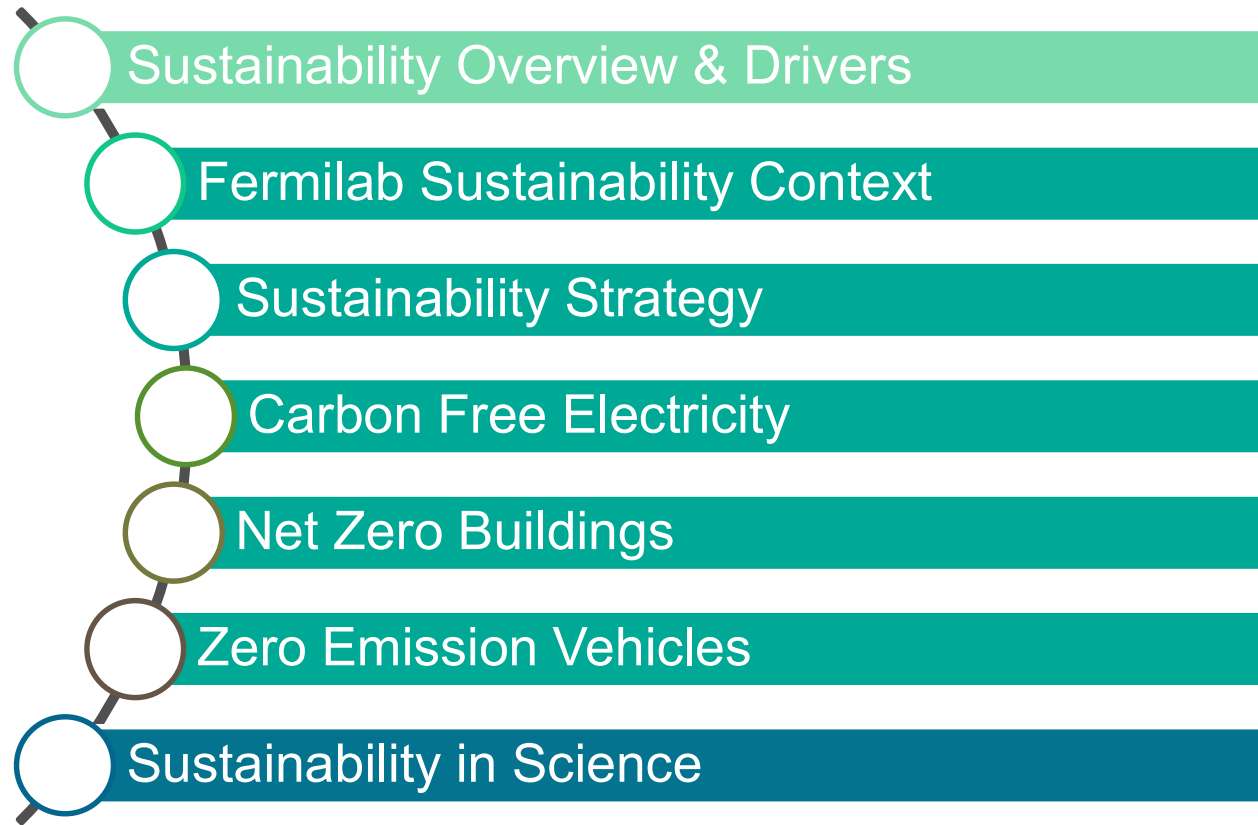 Sustainability Overview & Drivers
Fermilab Sustainability Context
Sustainability Strategy
Carbon Free Electricity
Net Zero Buildings
Zero Emission Vehicles
Sustainability in Science